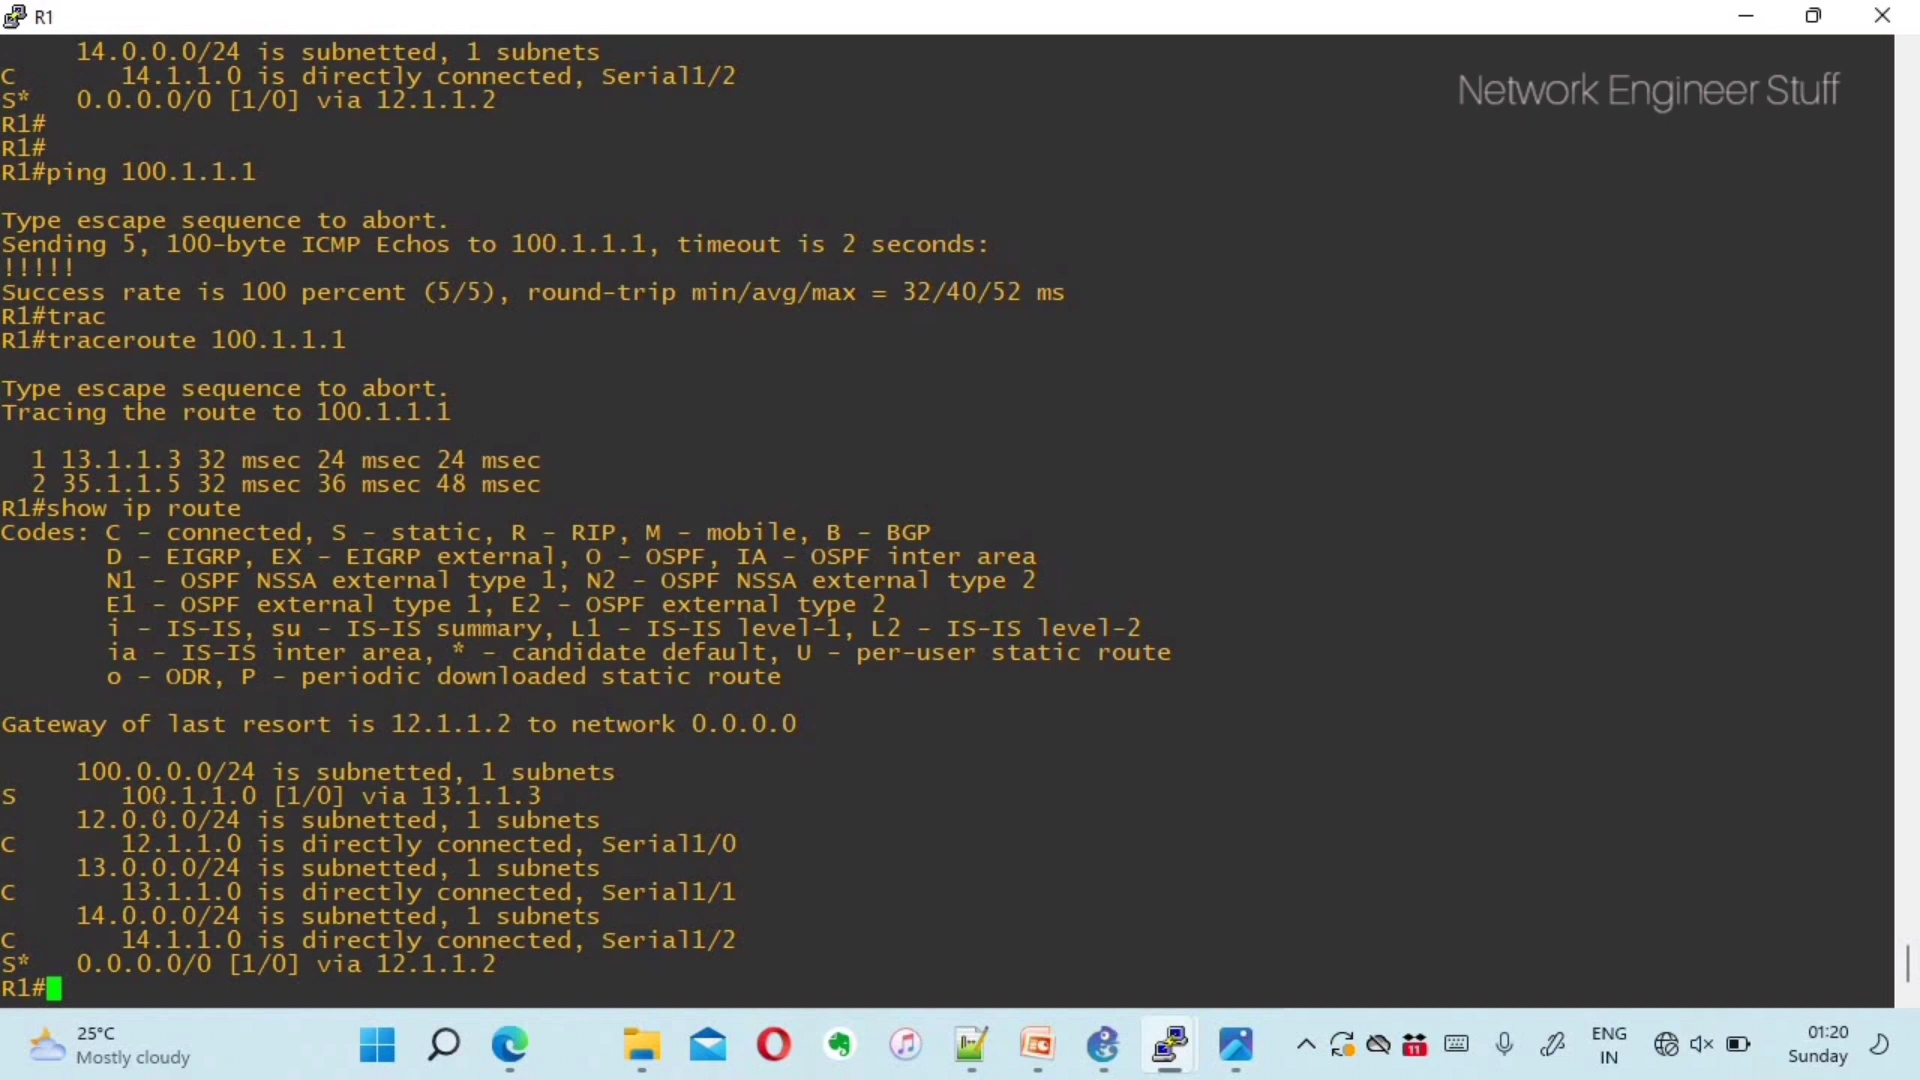 R1
Network Engineer Stuff
14.0.0.0/24 is subnetted, 1 subnets
C 14.1.1.0 is directly connected, Serial1/2
S* 0.0.0.0/0 [1/0] via 12.1.1.2
R1#
R1#
R1#ping 100.1.1.1
Type escape sequence to abort.
Sending 5, 100-byte ICMP Echos to 100.1.1.1, timeout is 2 seconds:
!!!!!
Success rate is 100 percent (5/5), round-trip min/avg/max = 32/40/52 ms
R1#trac
R1#traceroute 100.1.1.1
Type escape sequence to abort.
Tracing the route to 100.1.1.1
1 13.1.1.3 32 msec 24 msec 24 msec
2 35.1.1.5 32 msec 36 msec 48 msec
R1#show ip route
Codes: C - connected, S - static, R - RIP, M - mobile, B - BGP
D - EIGRP, EX - EIGRP external, O - OSPF, IA - OSPF inter area
N1 - OSPF NSSA external type 1, N2 - OSPF NSSA external type 2
E1 - OSPF external type 1, E2 - OSPF external type 2
i - IS-IS, su - IS-IS summary, L1 - IS-IS level-1, L2 - IS-IS level-2
ia - IS-IS inter area, * - candidate default, U - per-user static route
o - ODR, P - periodic downloaded static route
Gateway of last resort is 12.1.1.2 to network 0.0.0.0
100.0.0.0/24 is subnetted, 1 subnets
S 100.1.1.0 [1/0] via 13.1.1.3
12.0.0.0/24 is subnetted, 1 subnets
C 12.1.1.0 is directly connected, Serial1/0
13.0.0.0/24 is subnetted, 1 subnets
C 13.1.1.0 is directly connected, Serial1/1
14.0.0.0/24 is subnetted, 1 subnets
C 14.1.1.0 is directly connected, Serial1/2
S* 0.0.0.0/0 [1/0] via 12.1.1.2
R1#
25°C
Mostly cloudy
11
ENG
IN
01:20
Sunday